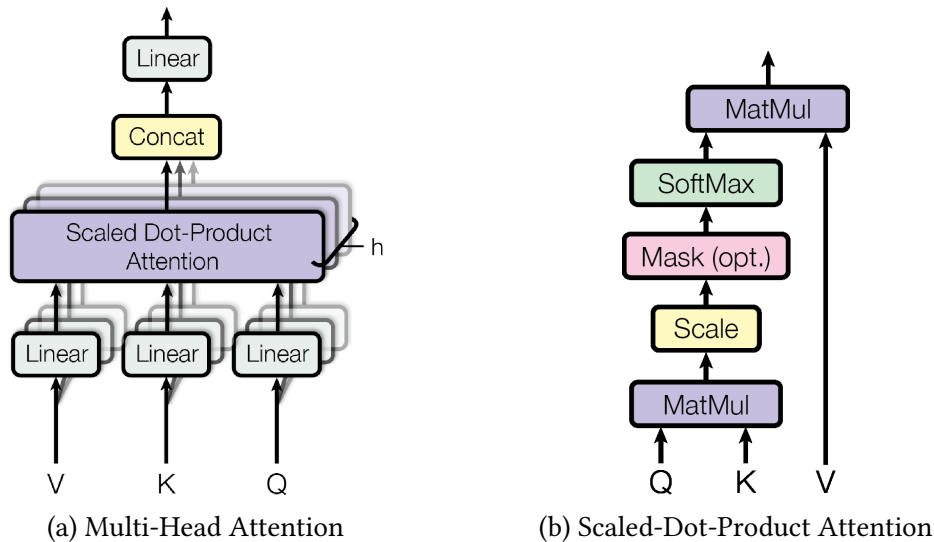 Linear
Concat
Scaled Dot-Product
Attention
h
Linear Linear Linear
V K Q
(a) Multi-Head Attention
MatMul
SoftMax
Mask (opt.)
Scale
MatMul
Q K V
(b) Scaled-Dot-Product Attention